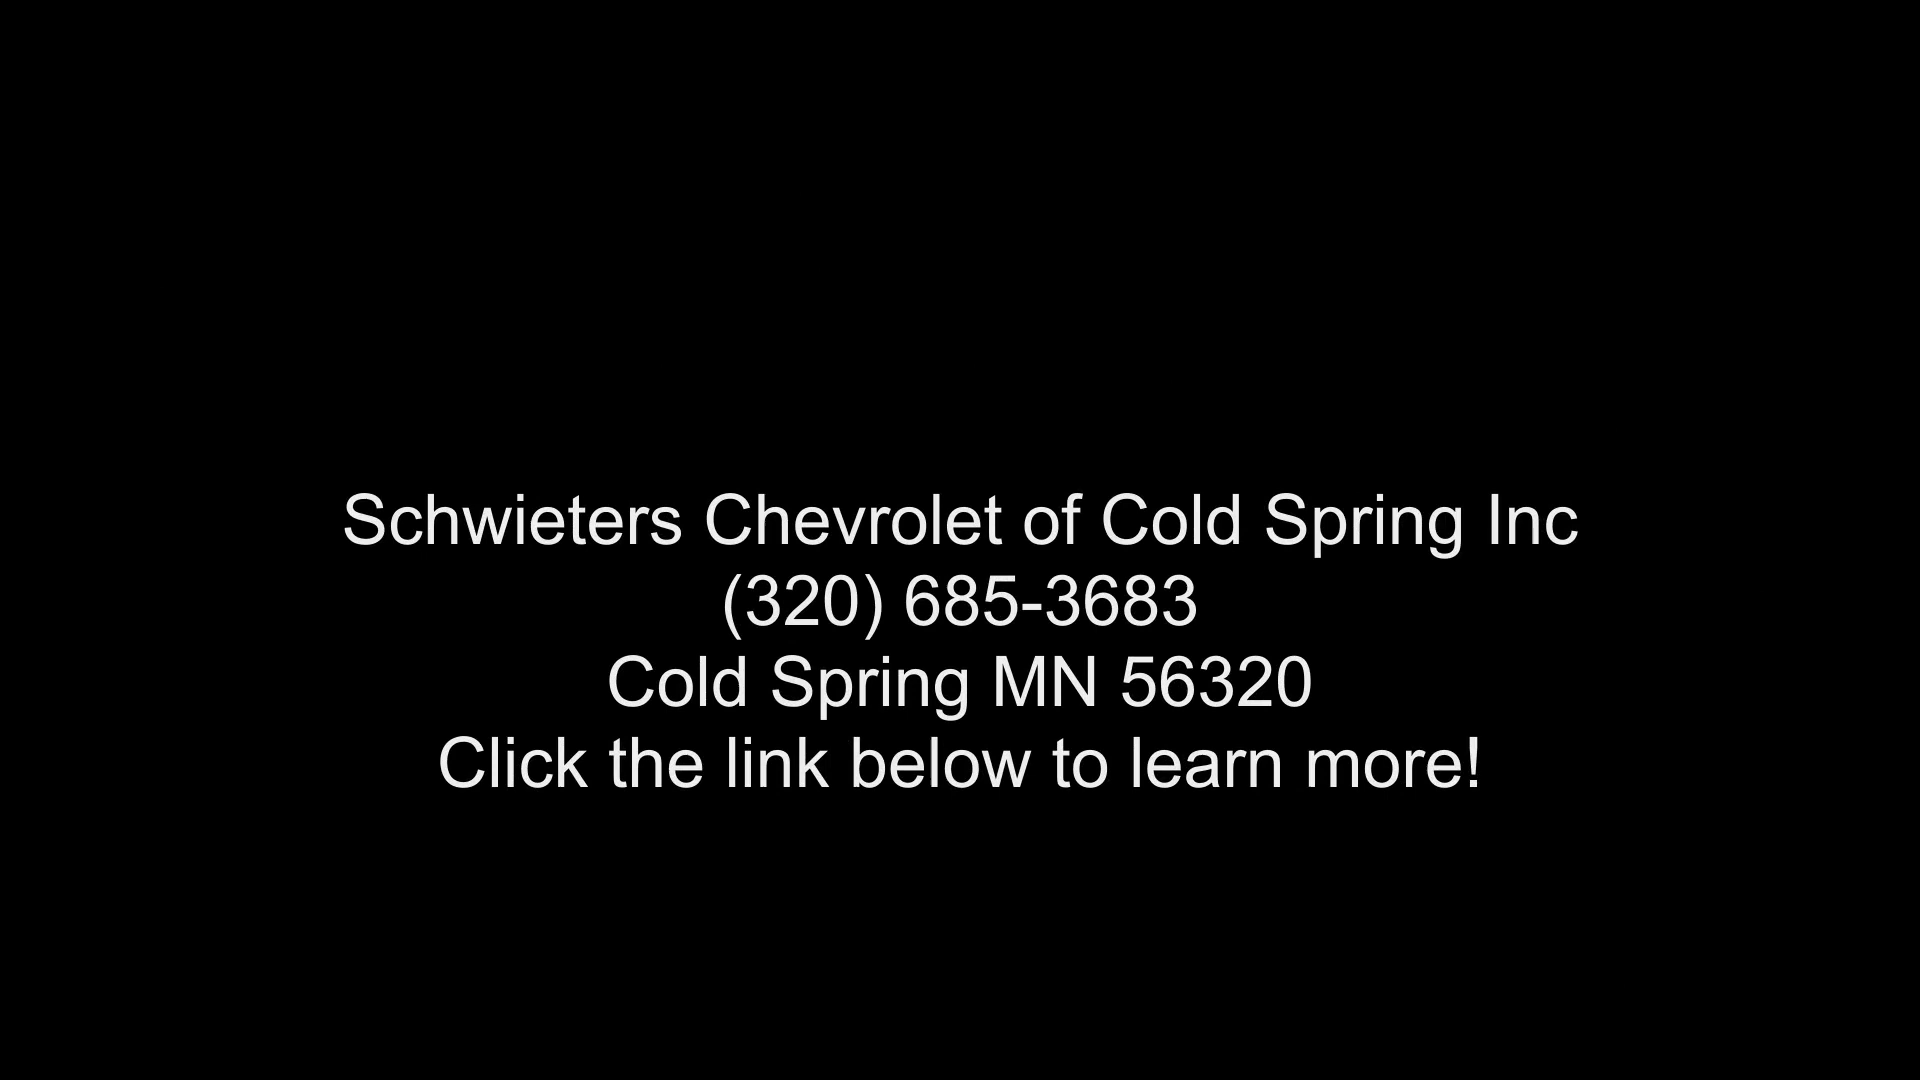 Schwieters Chevrolet of Cold Spring Inc
(320) 685-3683
Cold Spring MN 56320
Click the link below to learn more!